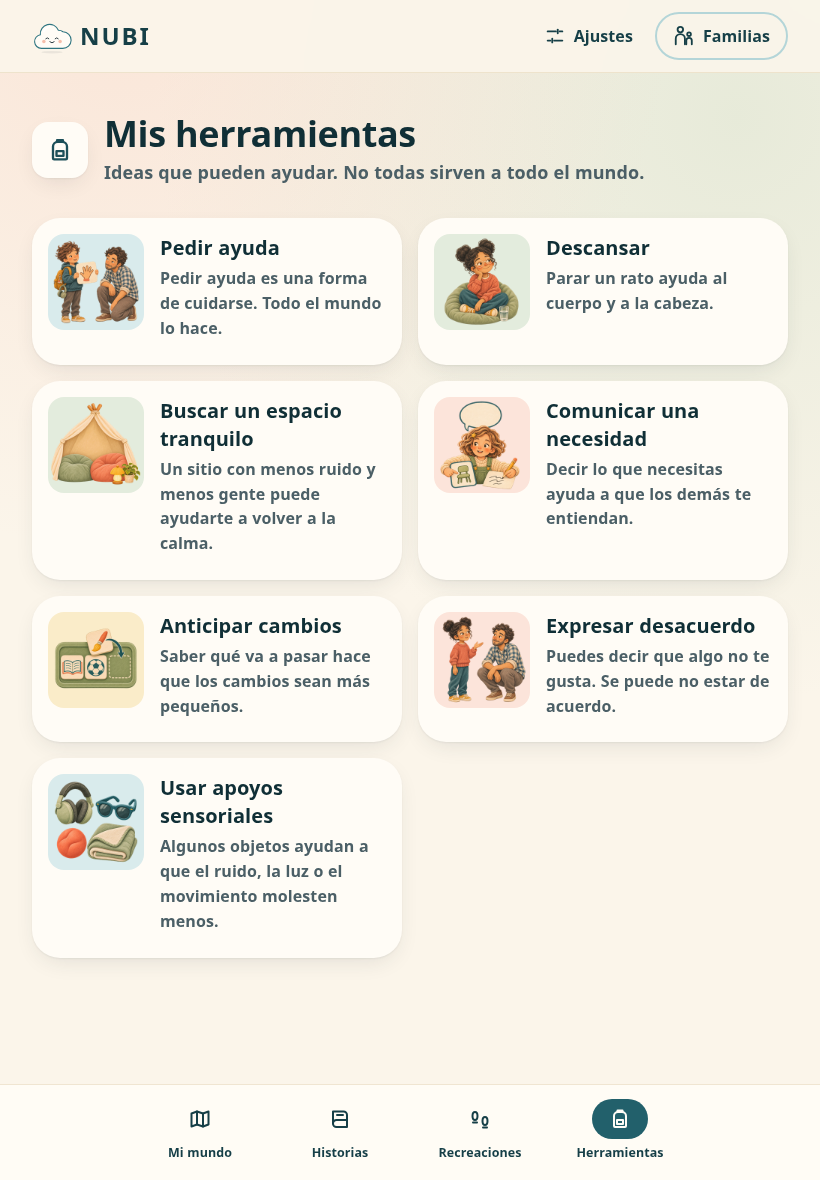 NUBI
Ajustes
Familias
Mis herramientas
Ideas que pueden ayudar. No todas sirven a todo el mundo.
Pedir ayuda
Pedir ayuda es una forma
de cuidarse. Todo el mundo
lo hace.
Descansar
Parar un rato ayuda al
cuerpo y a la cabeza.
Buscar un espacio
tranquilo
Un sitio con menos ruido y
menos gente puede
ayudarte a volver a la
calma.
Comunicar una
necesidad
Decir lo que necesitas
ayuda a que los demás te
entiendan.
Anticipar cambios
Saber qué va a pasar hace
que los cambios sean más
pequeños.
Expresar desacuerdo
Puedes decir que algo no te
gusta. Se puede no estar de
acuerdo.
Usar apoyos
sensoriales
Algunos objetos ayudan a
que el ruido, la luz o el
movimiento molesten
menos.
Mi mundo
Historias
Recreaciones
Herramientas